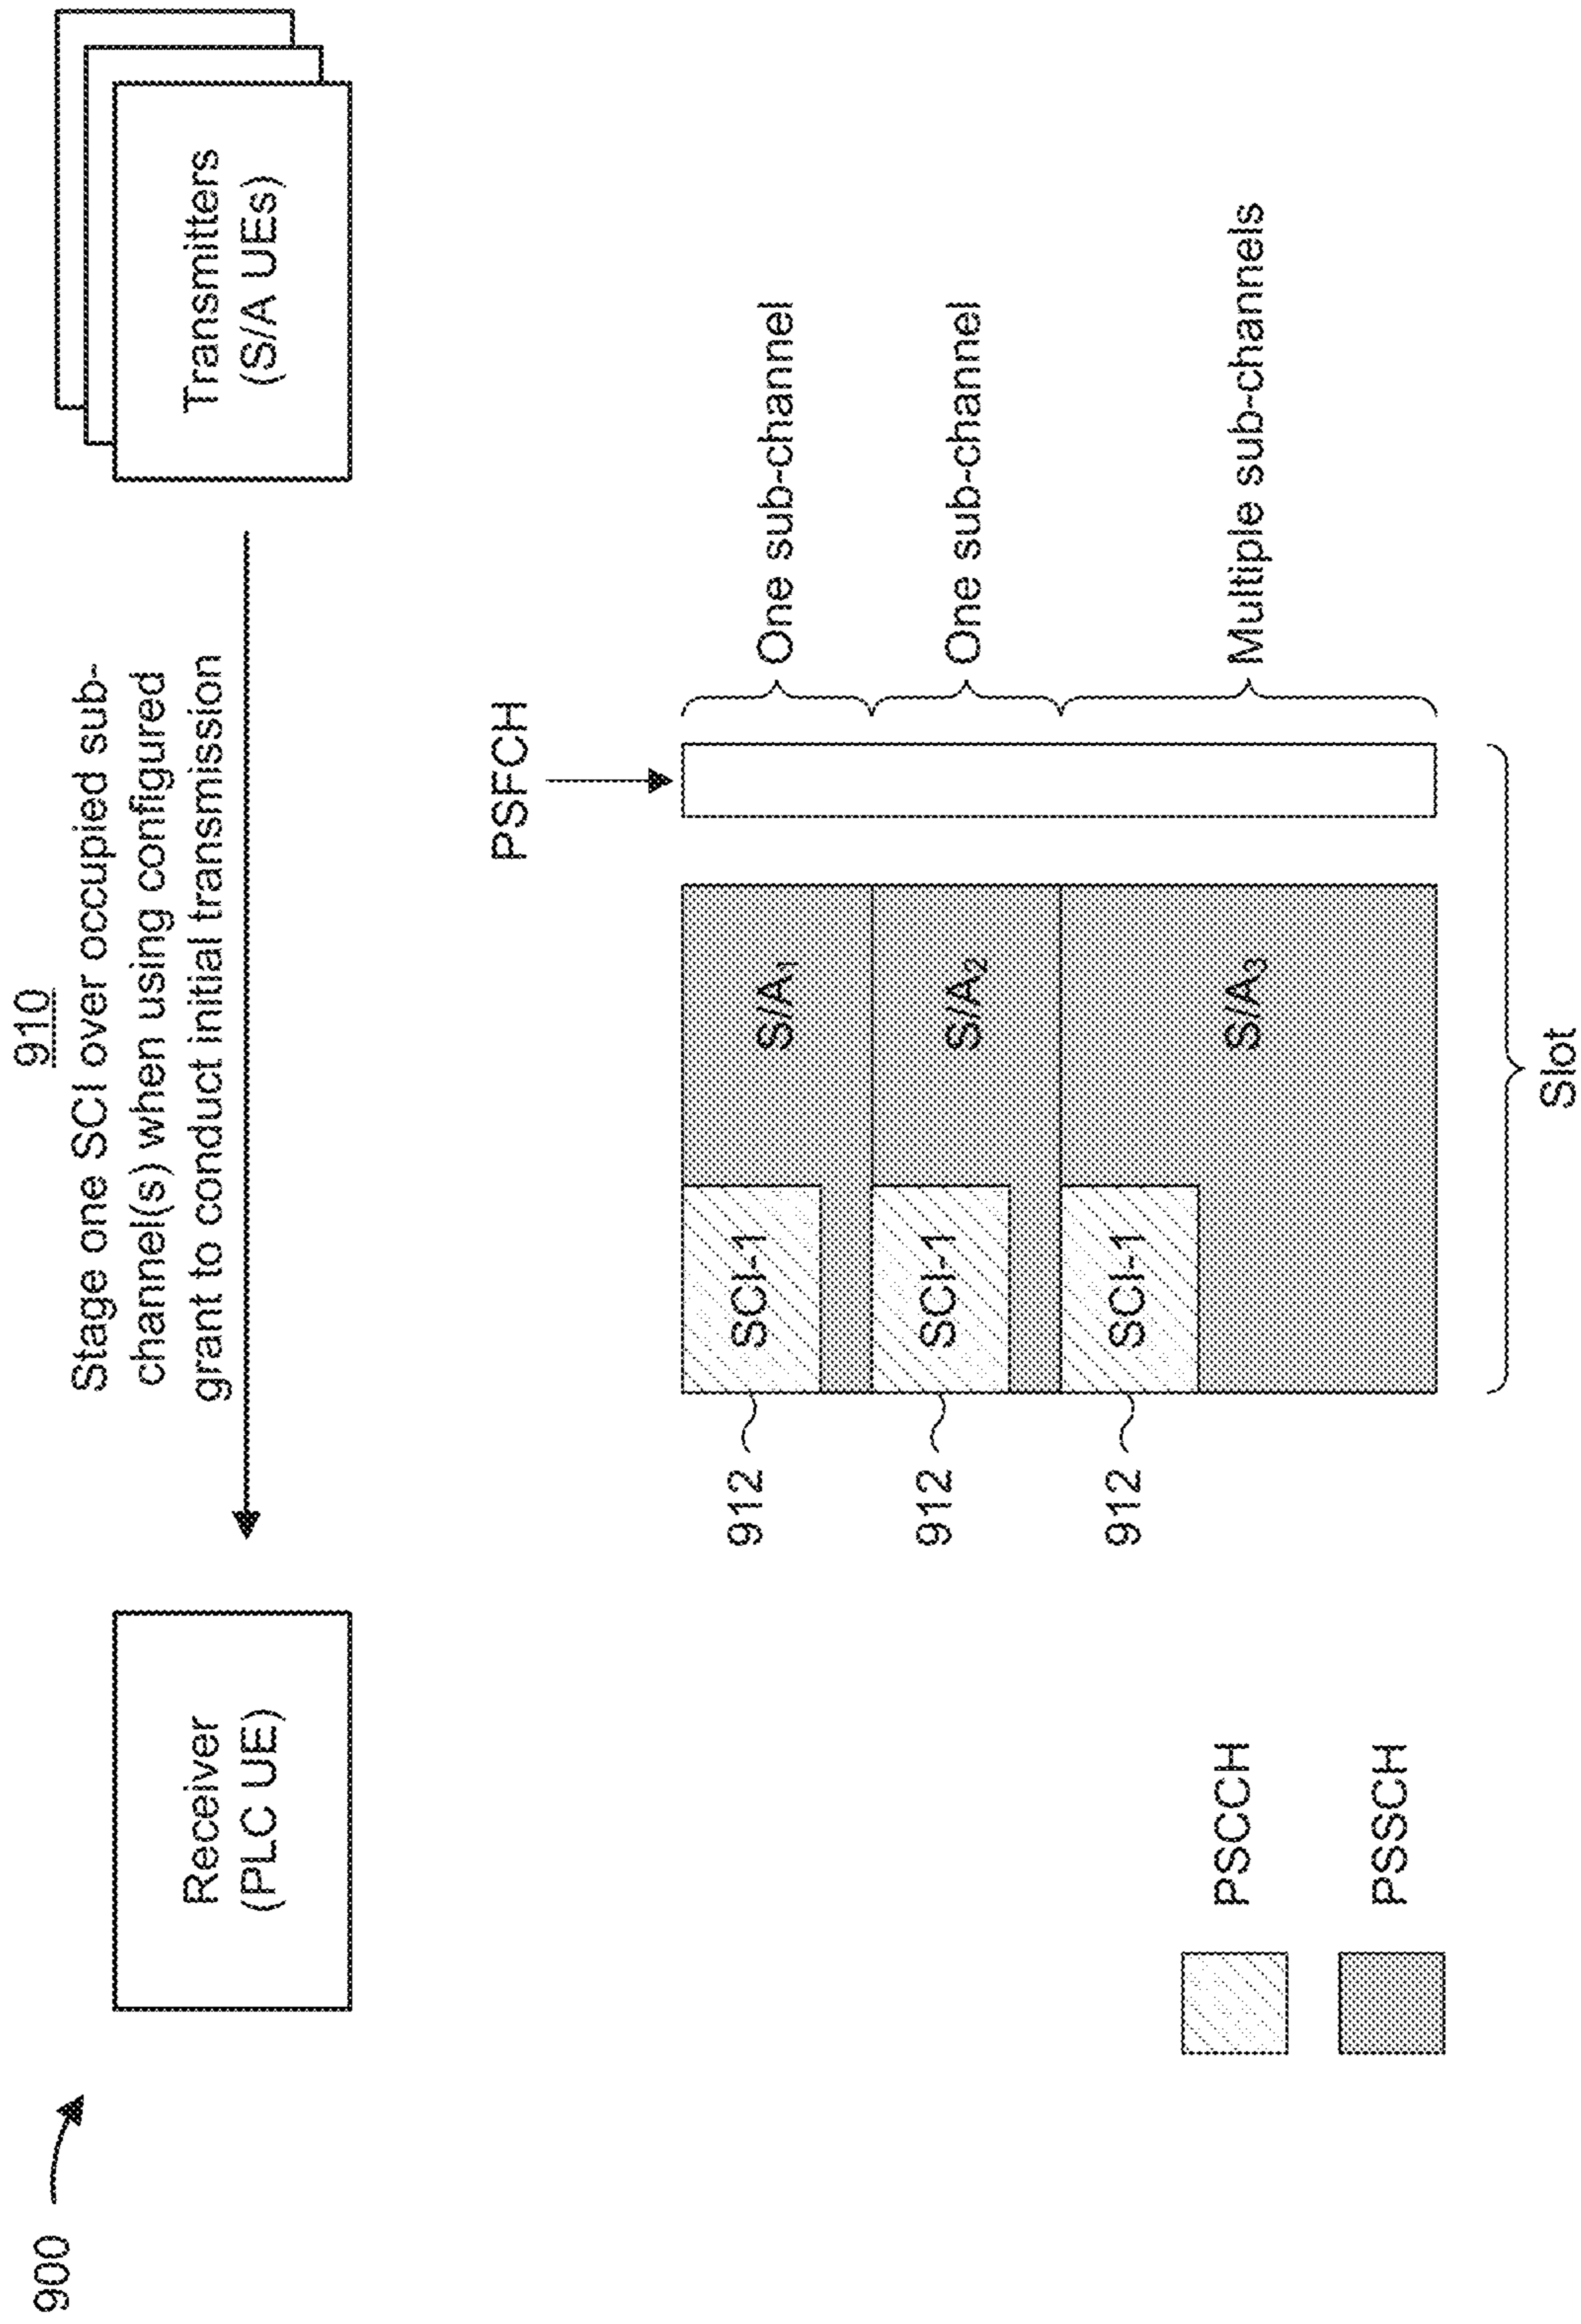 900
910
Receiver
(PLC UE)
Stage one SCI over occupied sub-
channel(s) when using configured
grant to conduct initial transmission
Transmitters
(S/A UEs)
PSFCH
912
SCI-1
S/A1
One sub-channel
912
SCI-1
S/A2
One sub-channel
912
SCI-1
S/A3
Multiple sub-channels
PSCCH
PSSCH
Slot